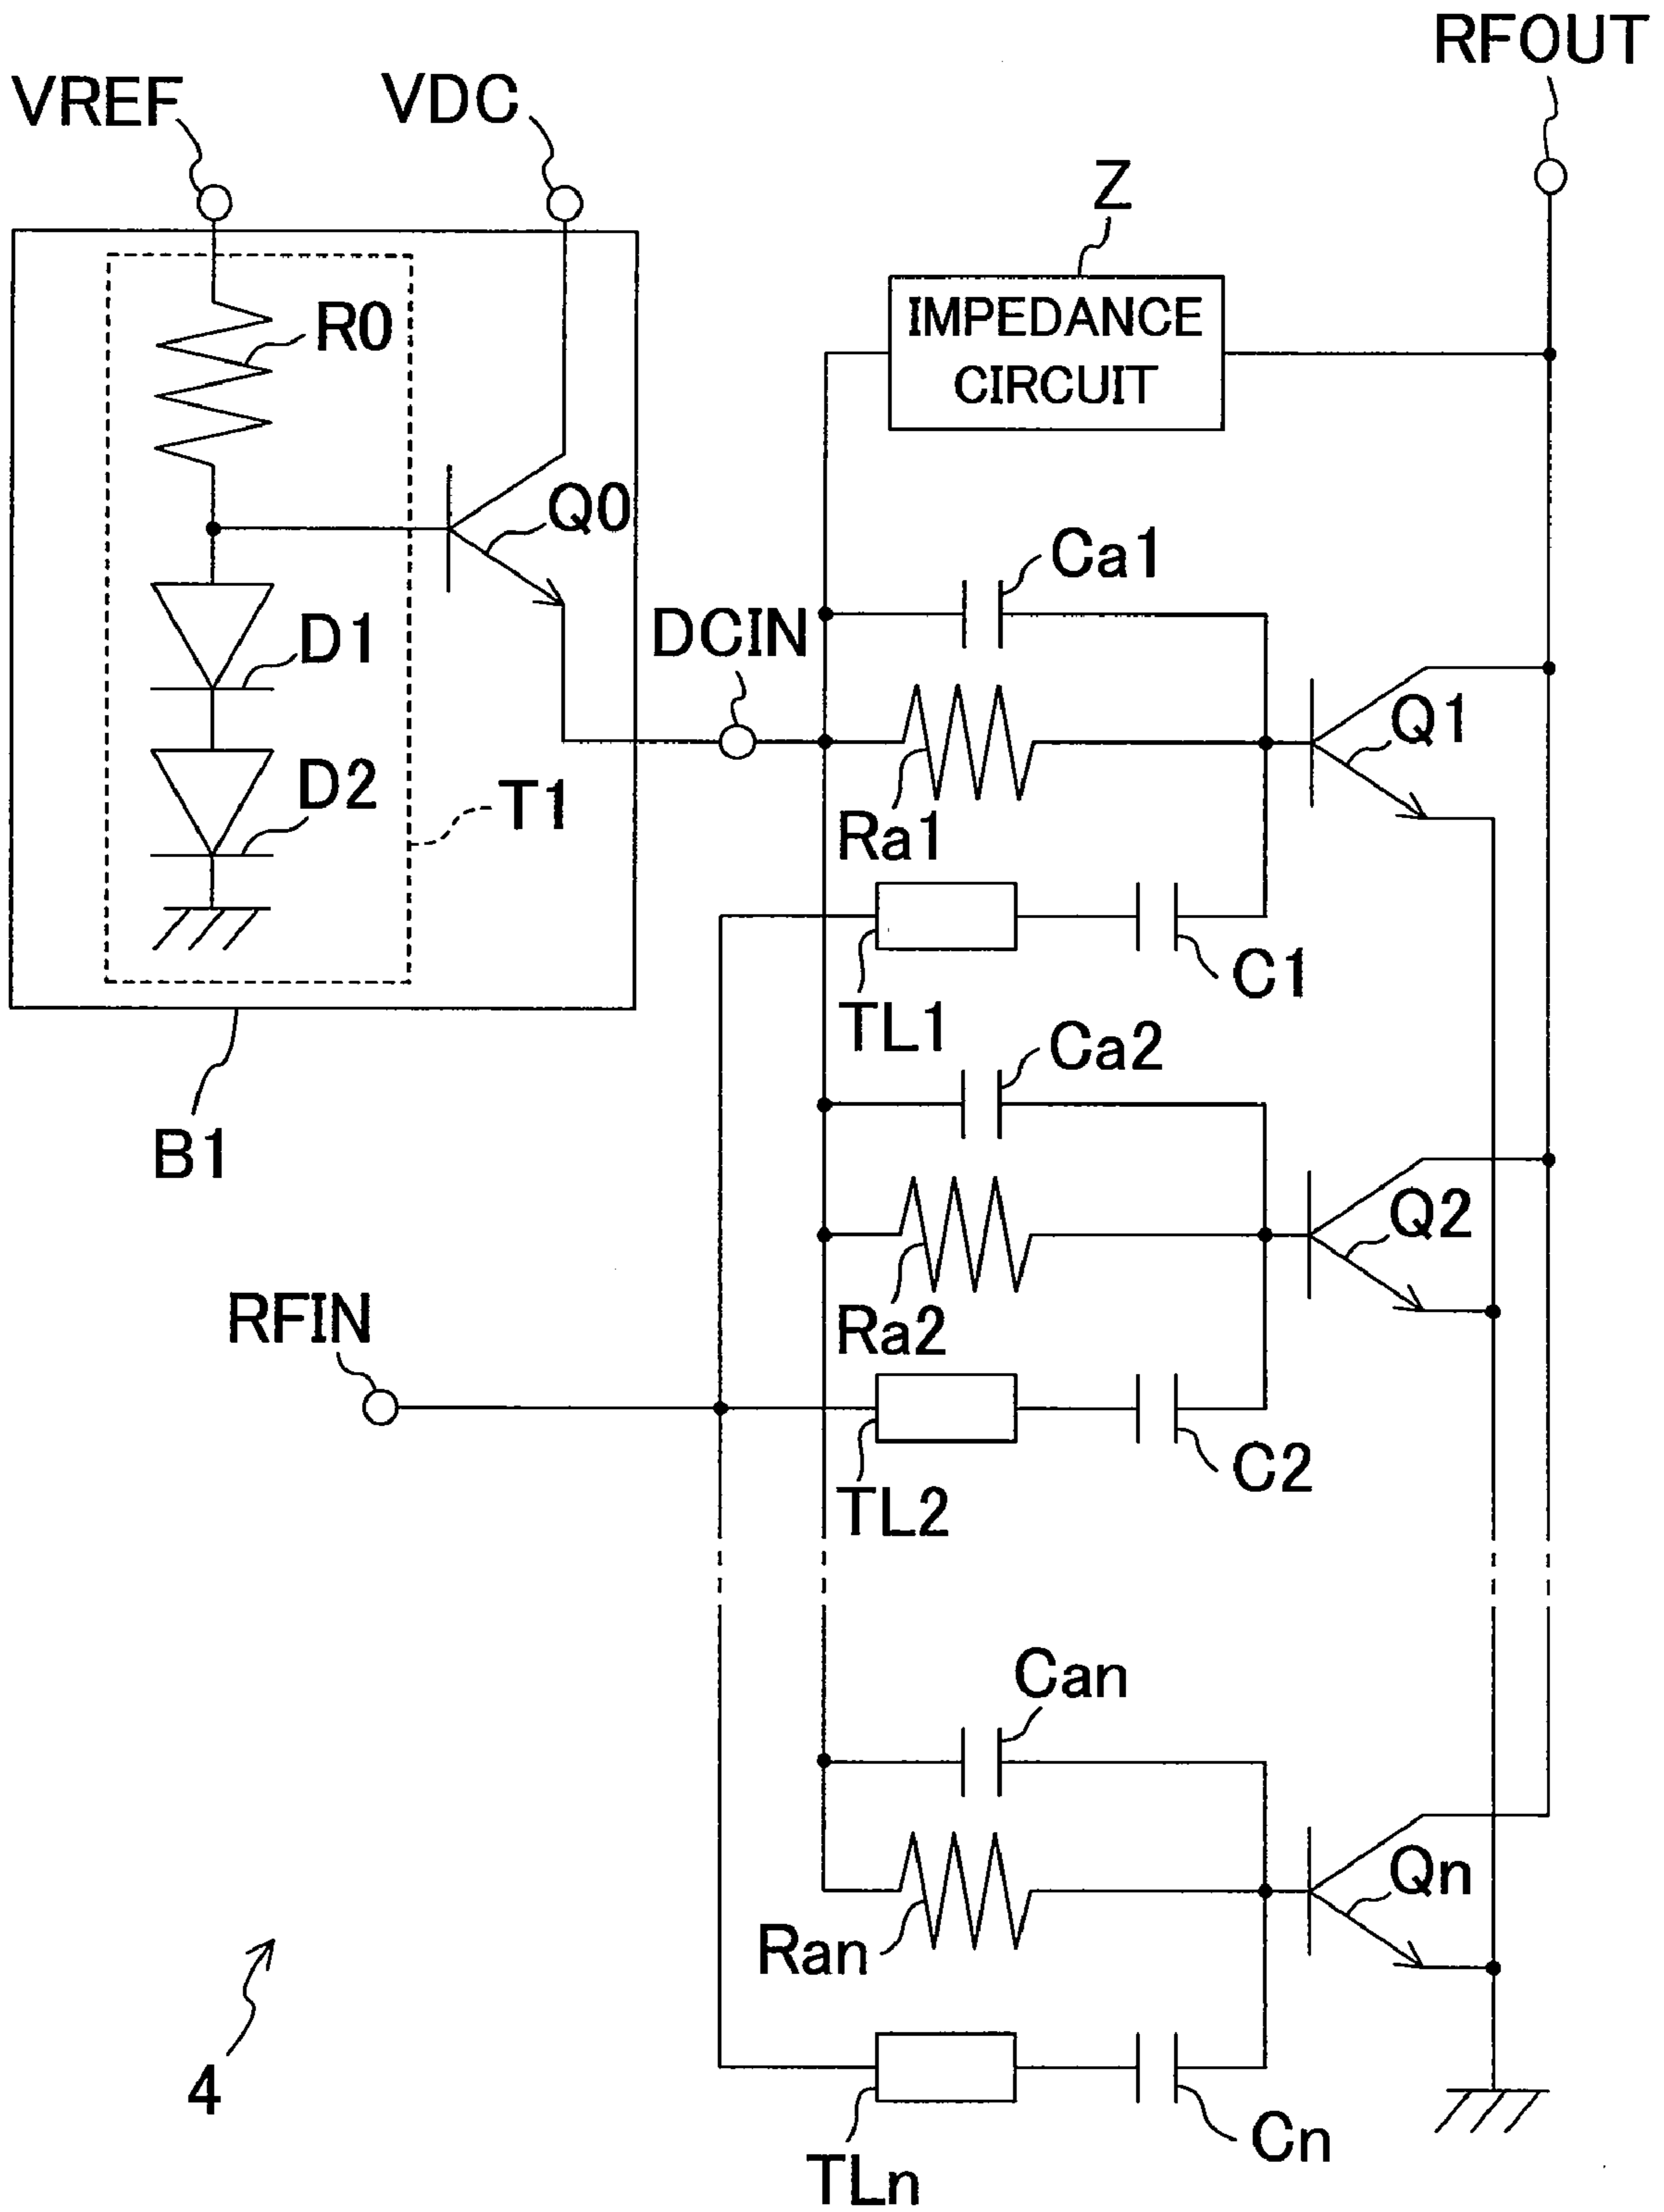 RFOUT
VREF
VDC
Z
IMPEDANCE
CIRCUIT
R0
Q0
Ca1
D1
DCIN
Q1
D2
T1
Ra1
C1
TL1
Ca2
B1
Q2
RFIN
Ra2
C2
TL2
Can
Qn
Ran
4
Cn
TLn